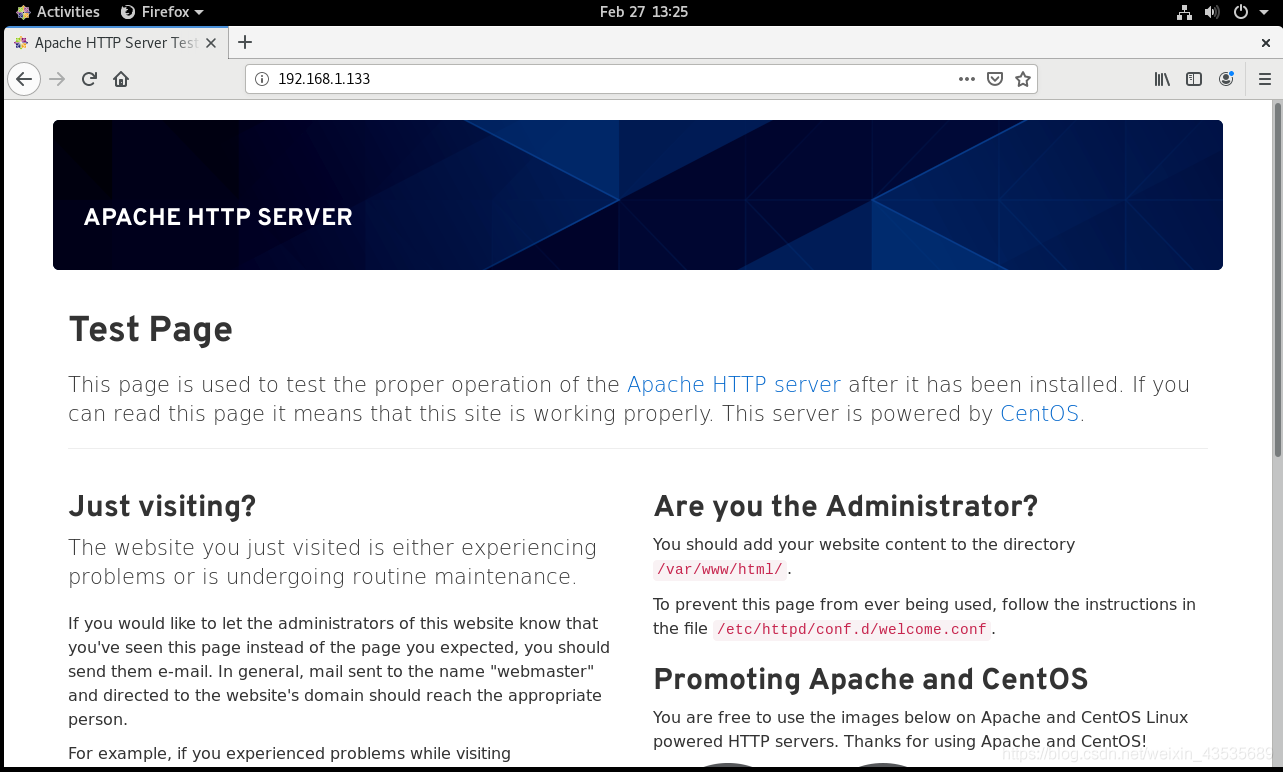 Activities Firefox Feb 27 13:25
Apache HTTP Server Test
192.168.1.133
APACHE HTTP SERVER
Test Page
This page is used to test the proper operation of the Apache HTTP server after it has been installed. If you
can read this page it means that this site is working properly. This server is powered by CentOS.
Just visiting?
The website you just visited is either experiencing
problems or is undergoing routine maintenance.
If you would like to let the administrators of this website know that
you've seen this page instead of the page you expected, you should
send them e-mail. In general, mail sent to the name "webmaster"
and directed to the website's domain should reach the appropriate
person.
For example, if you experienced problems while visiting
Are you the Administrator?
You should add your website content to the directory
/var/www/html/.
To prevent this page from ever being used, follow the instructions in
the file /etc/httpd/conf.d/welcome.conf.
Promoting Apache and CentOS
You are free to use the images below on Apache and CentOS Linux
powered HTTP servers. Thanks for using Apache and CentOS!
https://blog.csdn.net/weixin_43535689